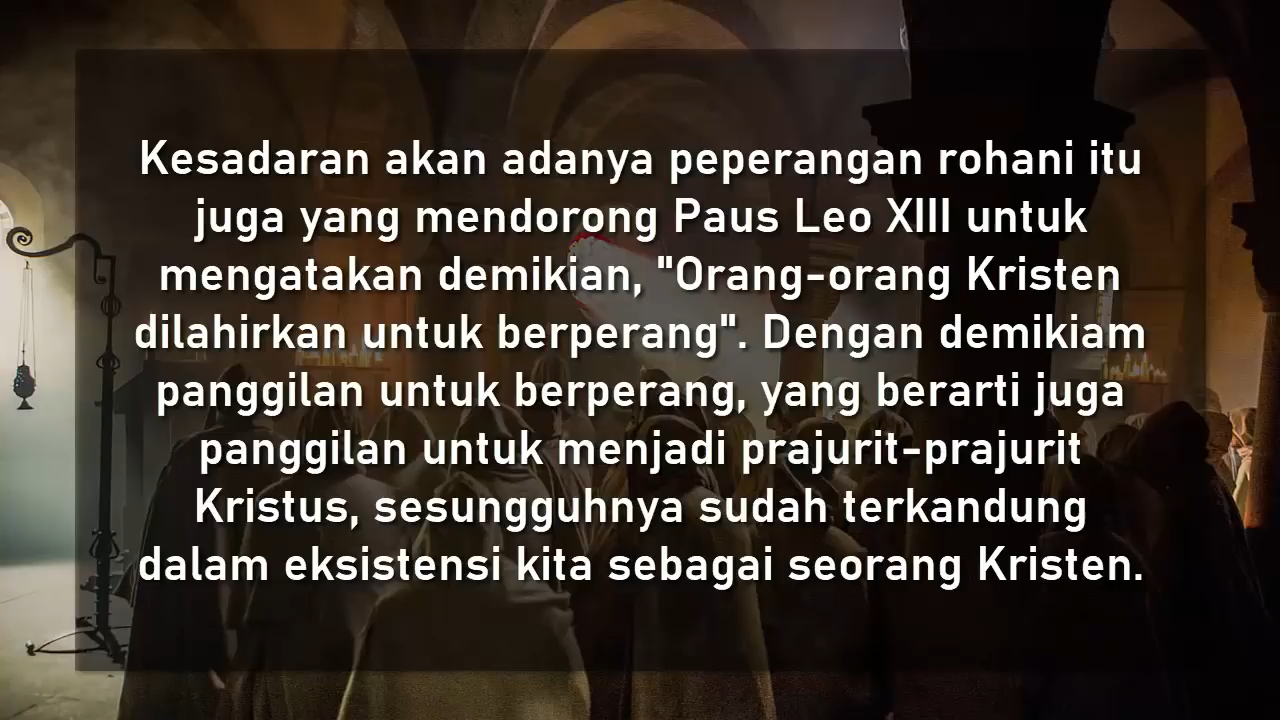 Kesadaran akan adanya peperangan rohani itu
juga yang mendorong Paus Leo XIII untuk
mengatakan demikian, "Orang-orang Kristen
dilahirkan untuk berperang". Dengan demikiam
panggilan untuk berperang, yang berarti juga
panggilan untuk menjadi prajurit-prajurit
Kristus, sesungguhnya sudah terkandung
dalam eksistensi kita sebagai seorang Kristen.